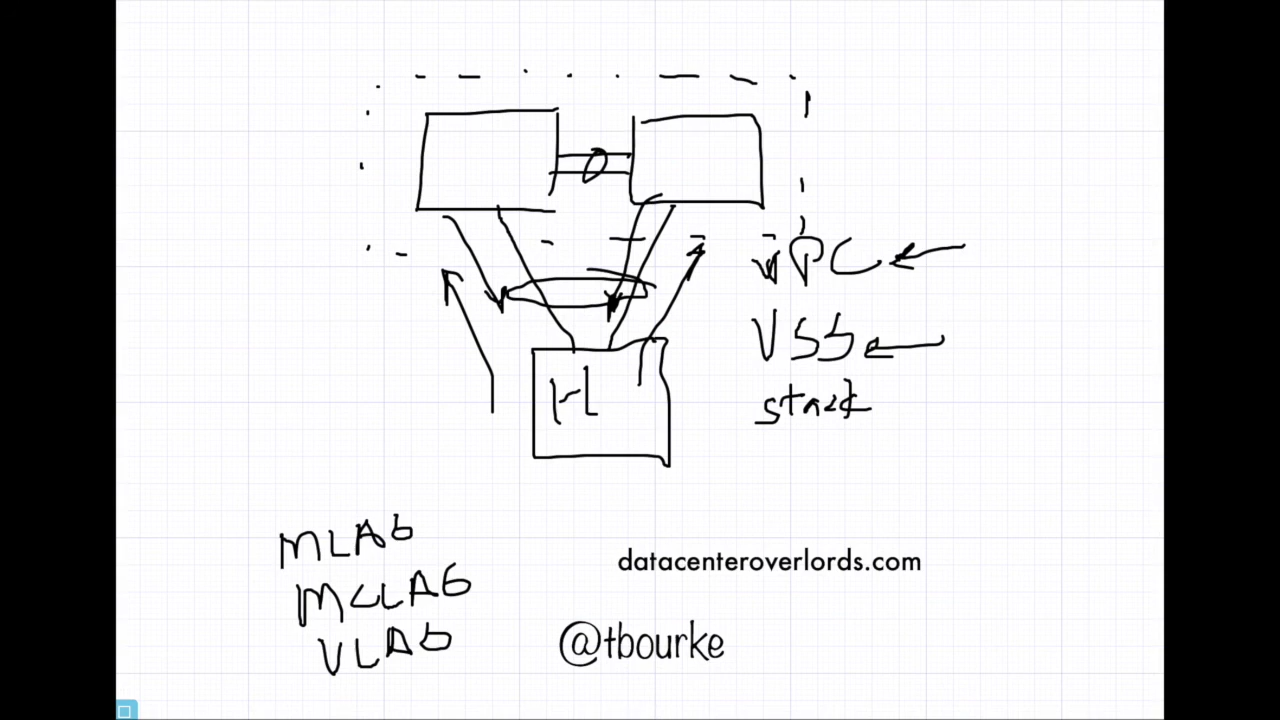 H
vPC
VSS
stack
MLAG
MCLAG
VLAG
datacenteroverlords.com
@tbourke